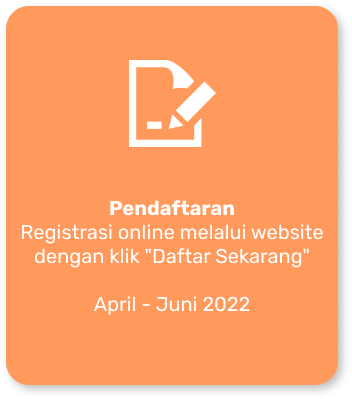 Pendaftaran
Registrasi online melalui website
dengan klik "Daftar Sekarang"
April - Juni 2022